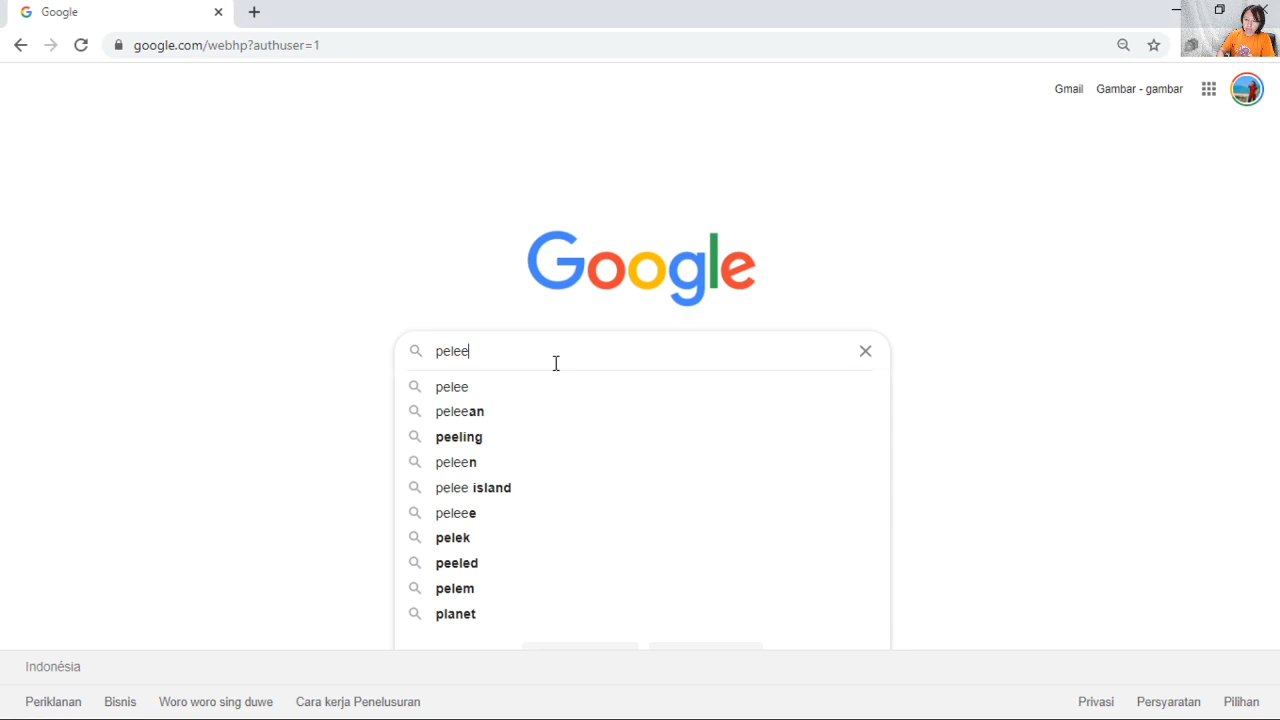 Google
google.com/webhp?authuser=1
Gmail Gambar - gambar
Google
pelee
pelee
peleean
peeling
peleen
pelee island
peleee
pelek
peeled
pelem
planet
Indonésia
Periklanan Bisnis Woro woro sing duwe Cara kerja Penelusuran Privasi Persyaratan Pilihan